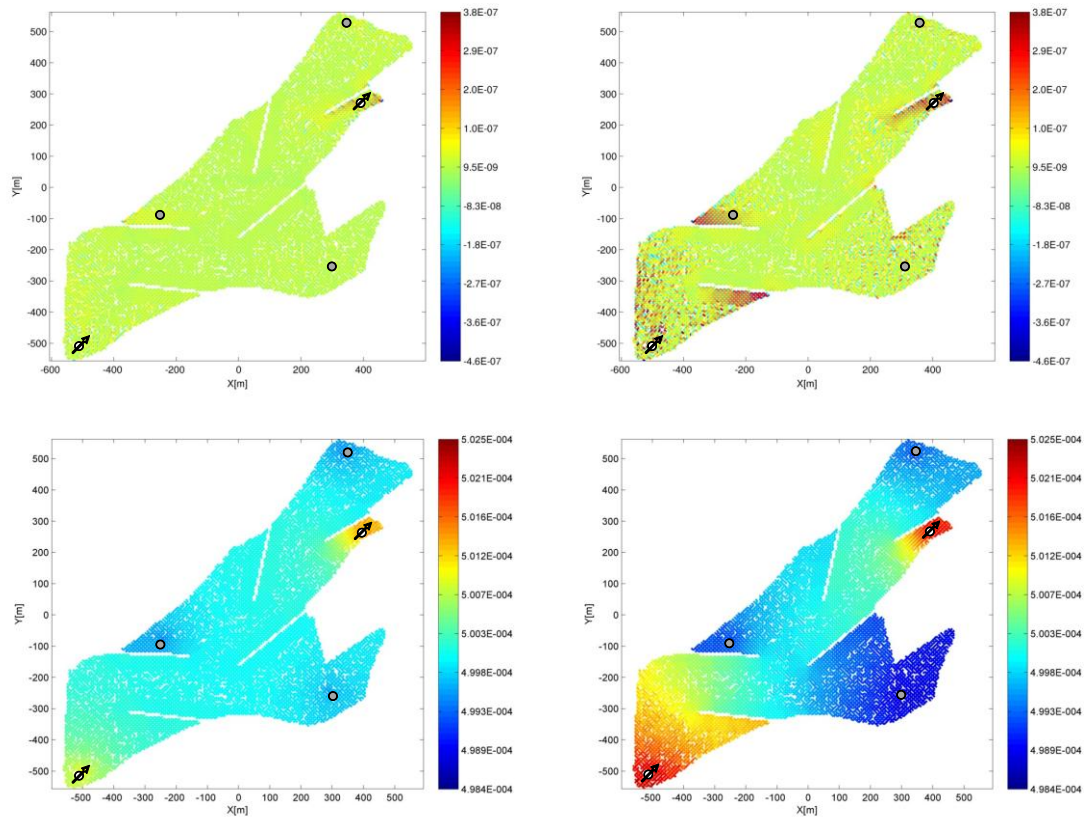 500
400
300
200
100
0
-100
-200
-300
-400
-500
Y[m]
-600
-400
-200
0
200
400
X[m]
3.8E-07
2.9E-07
1.9E-07
1.0E-07
9.5E-09
-8.3E-08
-1.8E-07
-2.7E-07
-3.6E-07
-4.6E-07
500
400
300
200
100
0
-100
-200
-300
-400
-500
Y[m]
-600
-400
-200
0
200
400
X[m]
3.8E-07
2.9E-07
1.9E-07
1.0E-07
9.5E-09
-8.3E-08
-1.8E-07
-2.7E-07
-3.6E-07
-4.6E-07
500
400
300
200
100
0
-100
-200
-300
-400
-500
Y[m]
-500
-400
-300
-200
-100
0
100
200
300
400
500
X[m]
5.025E-004
5.021E-004
5.016E-004
5.012E-004
5.007E-004
5.003E-004
4.998E-004
4.993E-004
4.989E-004
4.984E-004
500
400
300
200
100
0
-100
-200
-300
-400
-500
Y[m]
-500
-400
-300
-200
-100
0
100
200
300
400
500
X[m]
5.025E-004
5.021E-004
5.016E-004
5.012E-004
5.007E-004
5.003E-004
4.998E-004
4.993E-004
4.989E-004
4.984E-004